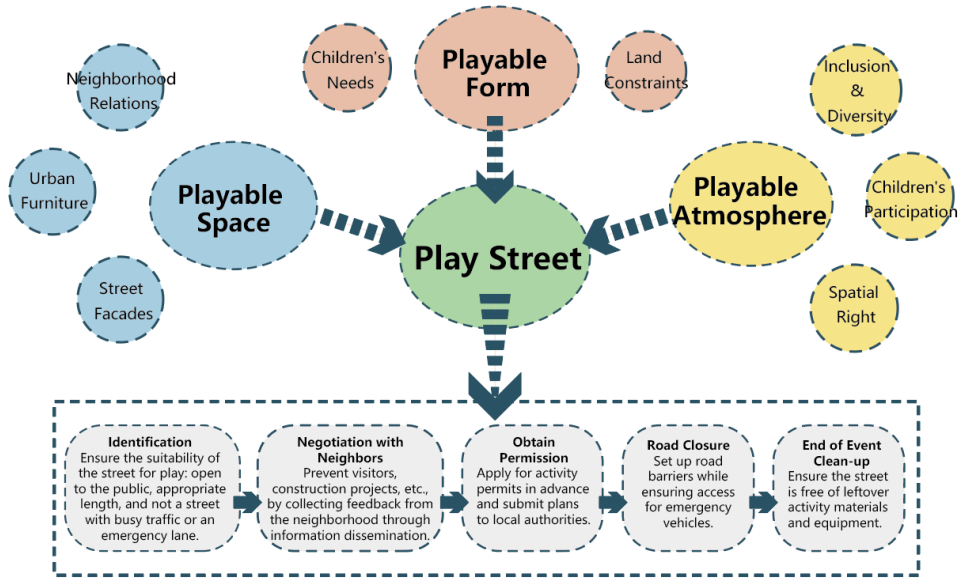 Neighborhood
Relations
Urban
Furniture
Street
Facades
Playable
Space
Children's
Needs
Playable
Form
Land
Constraints
Inclusion
&
Diversity
Playable
Atmosphere
Children's
Participation
Spatial
Right
Play Street
Identification
Ensure the suitability of
the street for play: open
to the public, appropriate
length, and not a street
with busy traffic or an
emergency lane.
Negotiation with
Neighbors
Prevent visitors,
construction projects, etc.,
by collecting feedback from
the neighborhood through
information dissemination.
Obtain
Permission
Apply for activity
permits in advance
and submit plans
to local authorities.
Road Closure
Set up road
barriers while
ensuring access
for emergency
vehicles.
End of Event
Clean-up
Ensure the street
is free of leftover
activity materials
and equipment.